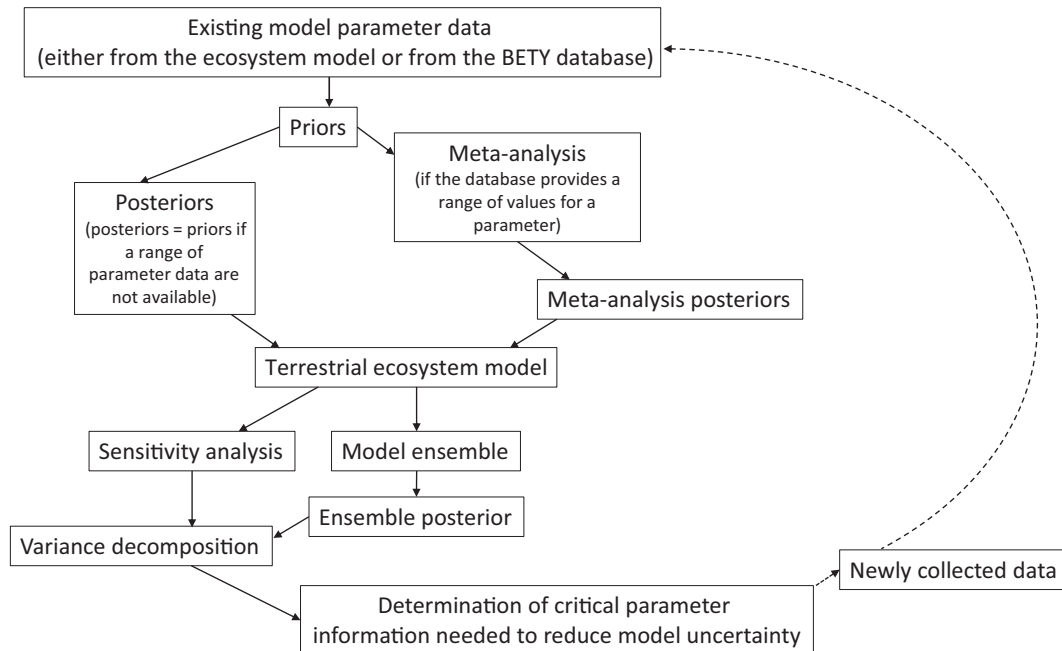 Existing model parameter data
(either from the ecosystem model or from the BETY database)
Priors
Meta-analysis
(if the database provides a
range of values for a
parameter)
Posteriors
(posteriors = priors if
a range of
parameter data are
not available)
Meta-analysis posteriors
Terrestrial ecosystem model
Sensitivity analysis
Model ensemble
Ensemble posterior
Variance decomposition
Newly collected data
Determination of critical parameter
information needed to reduce model uncertainty